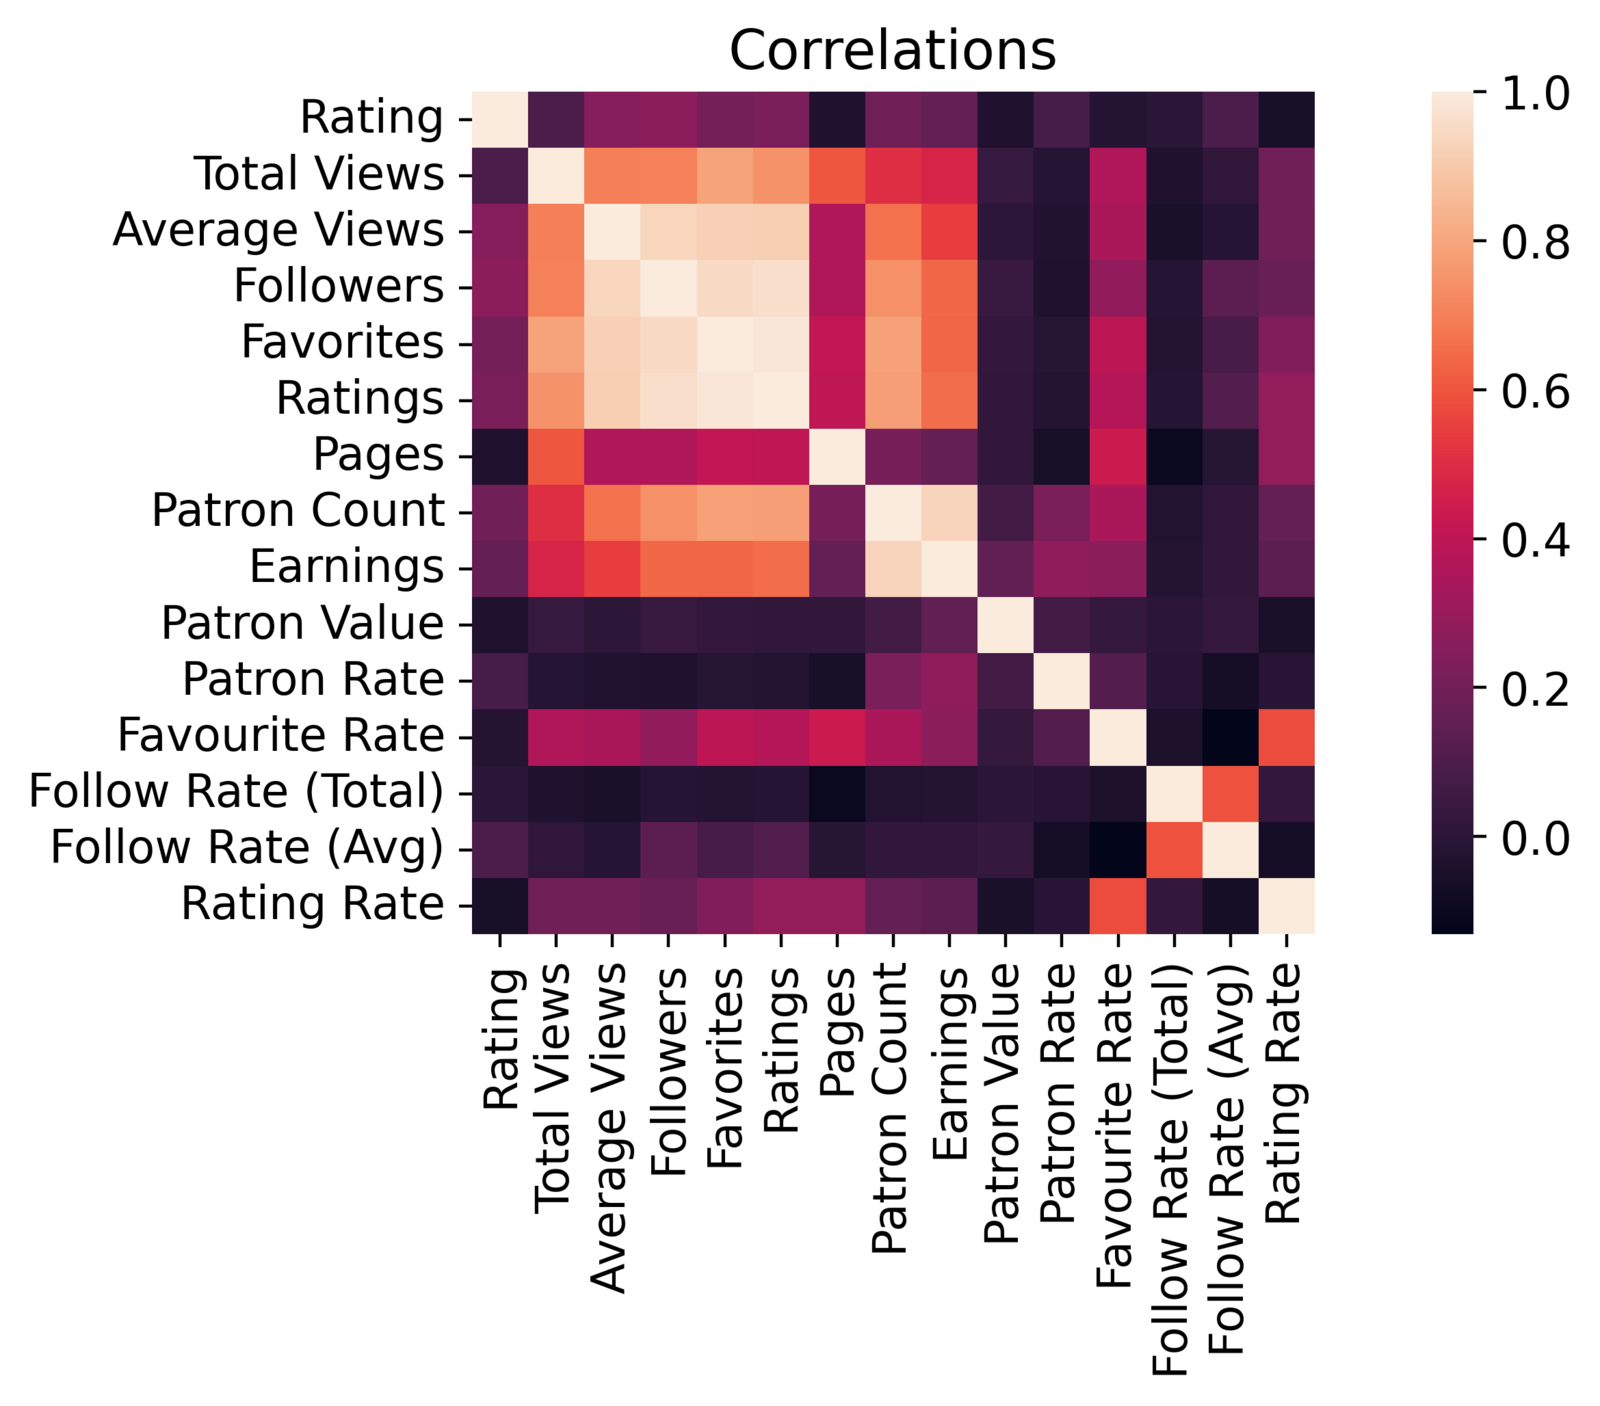 Correlations
Rating
Total Views
Average Views
Followers
Favorites
Ratings
Pages
Patron Count
Earnings
Patron Value
Patron Rate
Favourite Rate
Follow Rate (Total)
Follow Rate (Avg)
Rating Rate
Rating
Total Views
Average Views
Followers
Favorites
Ratings
Pages
Patron Count
Earnings
Patron Value
Patron Rate
Favourite Rate
Follow Rate (Total)
Follow Rate (Avg)
Rating Rate
1.0
0.8
0.6
0.4
0.2
0.0